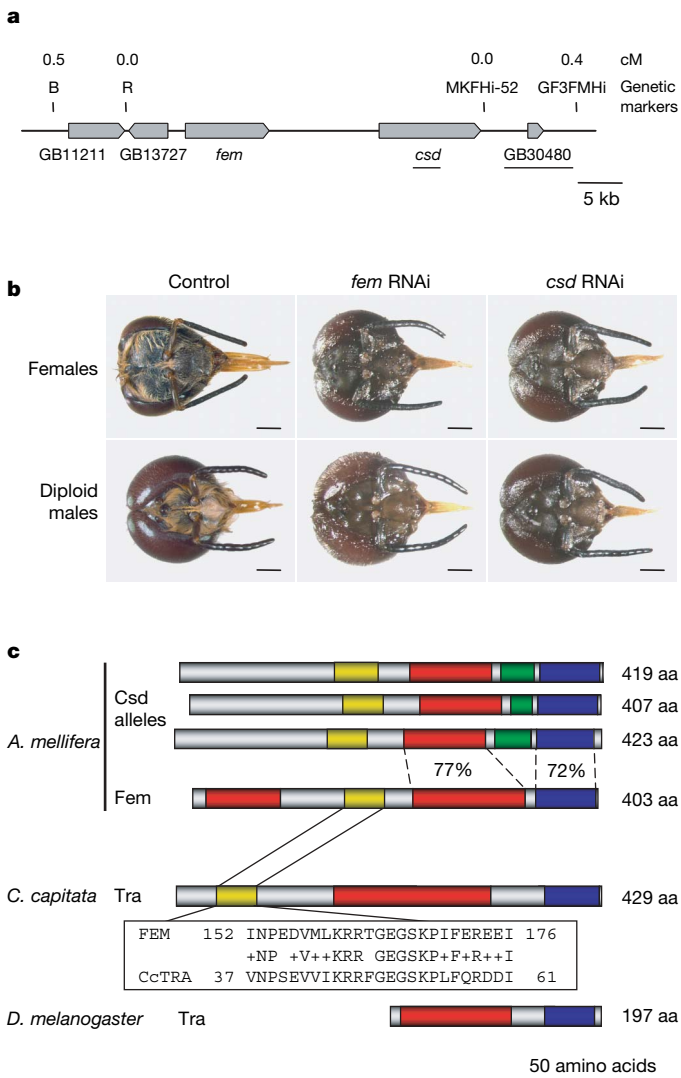 a
0.5 0.0 0.0 0.4 cM
B R MKFHi-52 GF3FMHi Genetic
markers
GB11211 GB13727 fem csd GB30480
5 kb
b
Control fem RNAi csd RNAi
Females
Diploid
males
c
419 aa
Csd
alleles
407 aa
A. mellifera
423 aa
77% 72%
Fem 403 aa
C. capitata Tra 429 aa
FEM 152 INPEDVMLKRRTGEGSKPIFEREEI 176
+NP +V++KRR GEGSKP+F+R++I
CcTRA 37 VNPSEVVIKRRFGEGSKPLFQRDDI 61
D. melanogaster Tra 197 aa
50 amino acids